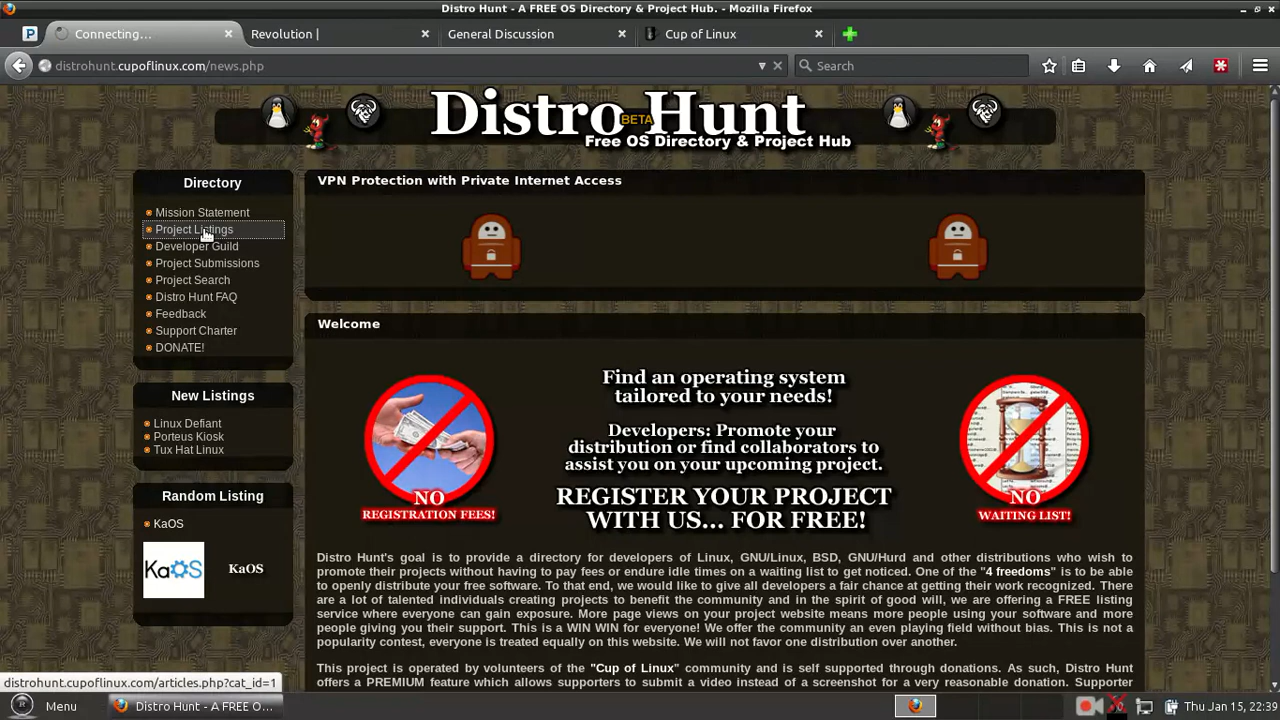 Distro Hunt - A FREE OS Directory & Project Hub. - Mozilla Firefox
Connecting...
Revolution |
General Discussion
Cup of Linux
distrohunt.cupoflinux.com/news.php
Search
Distro Hunt
BETA
Free OS Directory & Project Hub
Directory
Mission Statement
Project Listings
Developer Guild
Project Submissions
Project Search
Distro Hunt FAQ
Feedback
Support Charter
DONATE!
New Listings
Linux Defiant
Porteus Kiosk
Tux Hat Linux
Random Listing
KaOS
KaOS
KaOS
VPN Protection with Private Internet Access
Welcome
NO
REGISTRATION FEES!
Find an operating system
tailored to your needs!
Developers: Promote your
distribution or find collaborators to
assist you on your upcoming project.
REGISTER YOUR PROJECT
WITH US... FOR FREE!
NO
WAITING LIST!
Distro Hunt's goal is to provide a directory for developers of Linux, GNU/Linux, BSD, GNU/Hurd and other distributions who wish to
promote their projects without having to pay fees or endure idle times on a waiting list to get noticed. One of the "4 freedoms" is to be able
to openly distribute your free software. To that end, we would like to give all developers a fair chance at getting their work recognized. There
are a lot of talented individuals creating projects to benefit the community and in the spirit of good will, we are offering a FREE listing
service where everyone can gain exposure. More page views on your project website means more people using your software and more
people giving you their support. This is a WIN WIN for everyone! We offer the community an even playing field without bias. This is not a
popularity contest, everyone is treated equally on this website. We will not favor one distribution over another.
This project is operated by volunteers of the "Cup of Linux" community and is self supported through donations. As such, Distro Hunt
offers a PREMIUM feature which allows supporters to submit a video instead of a screenshot for a very reasonable donation. Supporter
distrohunt.cupoflinux.com/articles.php?cat_id=1
Menu
Distro Hunt - A FREE O...
Thu Jan 15, 22:39